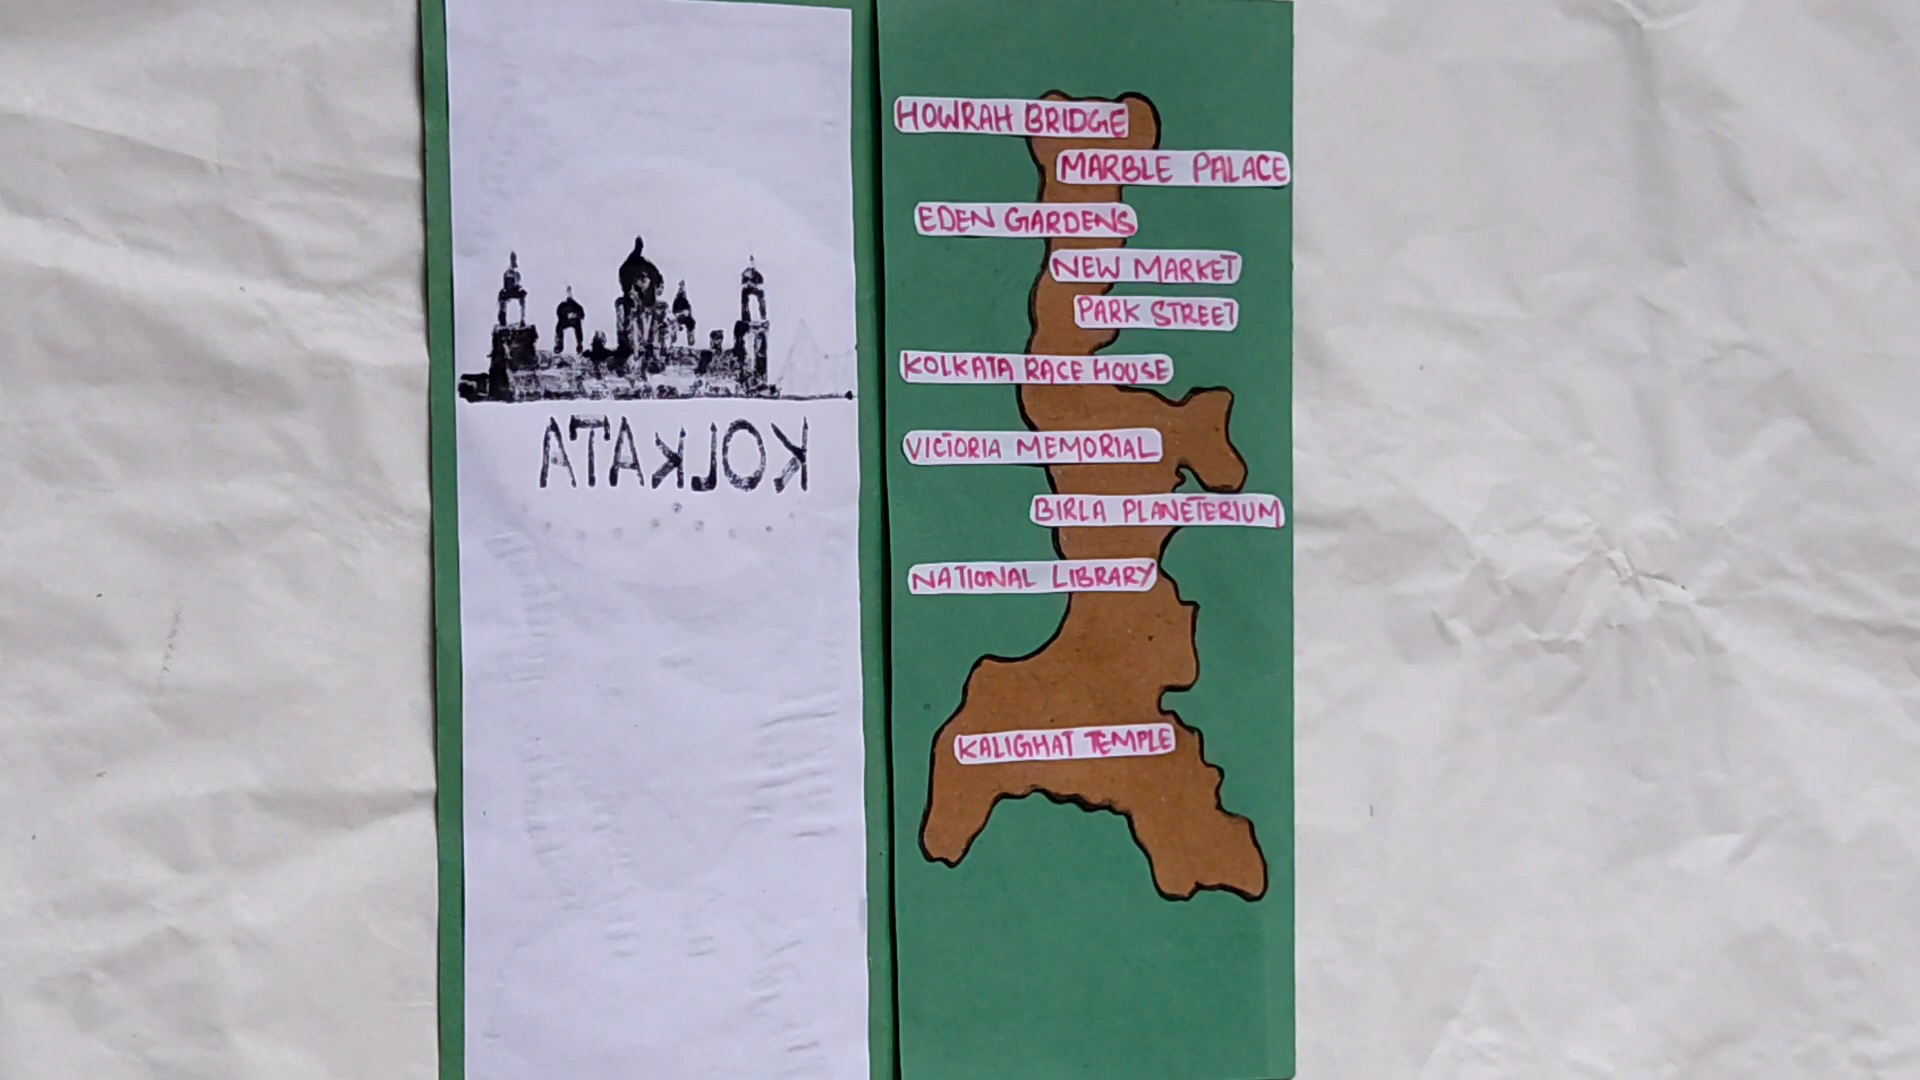 KOLKATA
HOWRAH BRIDGE
MARBLE PALACE
EDEN GARDENS
NEW MARKET
PARK STREET
KOLKATA RACE HOUSE
VICTORIA MEMORIAL
BIRLA PLANETERIUM
NATIONAL LIBRARY
KALIGHAT TEMPLE